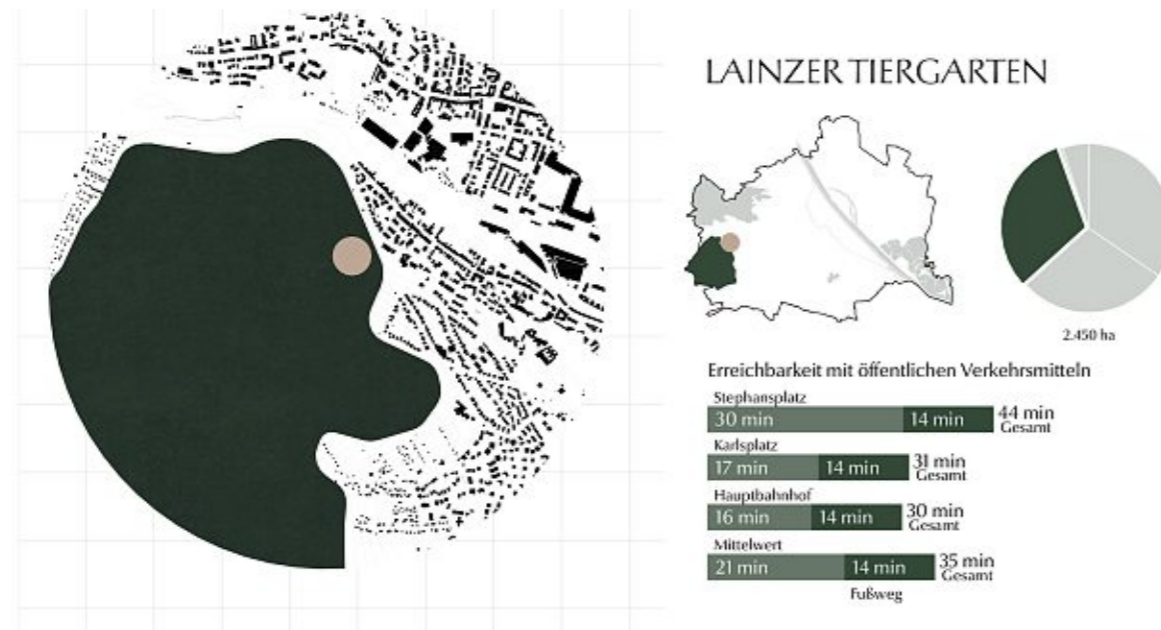 LAINZER TIERGARTEN
2.450 ha
Erreichbarkeit mit öffentlichen Verkehrsmitteln
Stephansplatz
30 min 14 min 44 min
Gesamt
Karlsplatz
17 min 14 min 31 min
Gesamt
Hauptbahnhof
16 min 14 min 30 min
Gesamt
Mittelwert
21 min 14 min 35 min
Gesamt
Fußweg